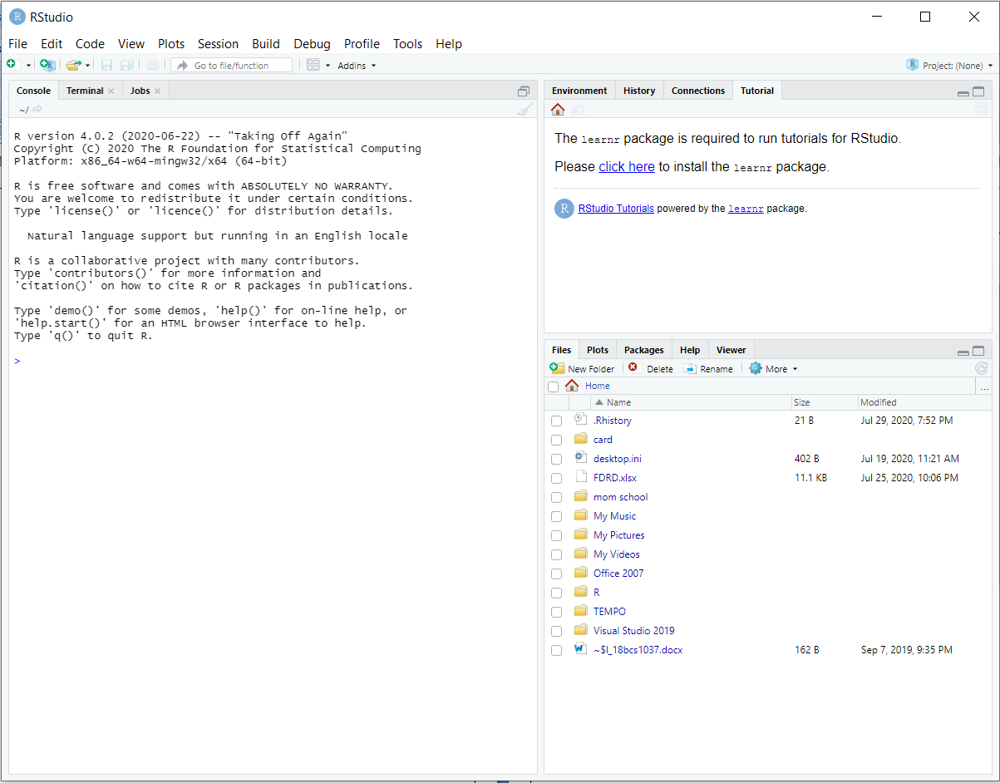 RStudio
File Edit Code View Plots Session Build Debug Profile Tools Help
Go to file/function Addins Project: (None)
Console Terminal Jobs
~/
R version 4.0.2 (2020-06-22) -- "Taking Off Again"
Copyright (C) 2020 The R Foundation for Statistical Computing
Platform: x86_64-w64-mingw32/x64 (64-bit)
R is free software and comes with ABSOLUTELY NO WARRANTY.
You are welcome to redistribute it under certain conditions.
Type 'license()' or 'licence()' for distribution details.
Natural language support but running in an English locale
R is a collaborative project with many contributors.
Type 'contributors()' for more information and
'citation()' on how to cite R or R packages in publications.
Type 'demo()' for some demos, 'help()' for on-line help, or
'help.start()' for an HTML browser interface to help.
Type 'q()' to quit R.
>
Environment History Connections Tutorial
The learnr package is required to run tutorials for RStudio.
Please click here to install the learnr package.
R RStudio Tutorials powered by the learnr package.
Files Plots Packages Help Viewer
New Folder Delete Rename More
Home ...
Name Size Modified
.Rhistory 21 B Jul 29, 2020, 7:52 PM
card
desktop.ini 402 B Jul 19, 2020, 11:21 AM
FDRD.xlsx 11.1 KB Jul 25, 2020, 10:06 PM
mom school
My Music
My Pictures
My Videos
Office 2007
R
TEMPO
Visual Studio 2019
~$l_18bcs1037.docx 162 B Sep 7, 2019, 9:35 PM